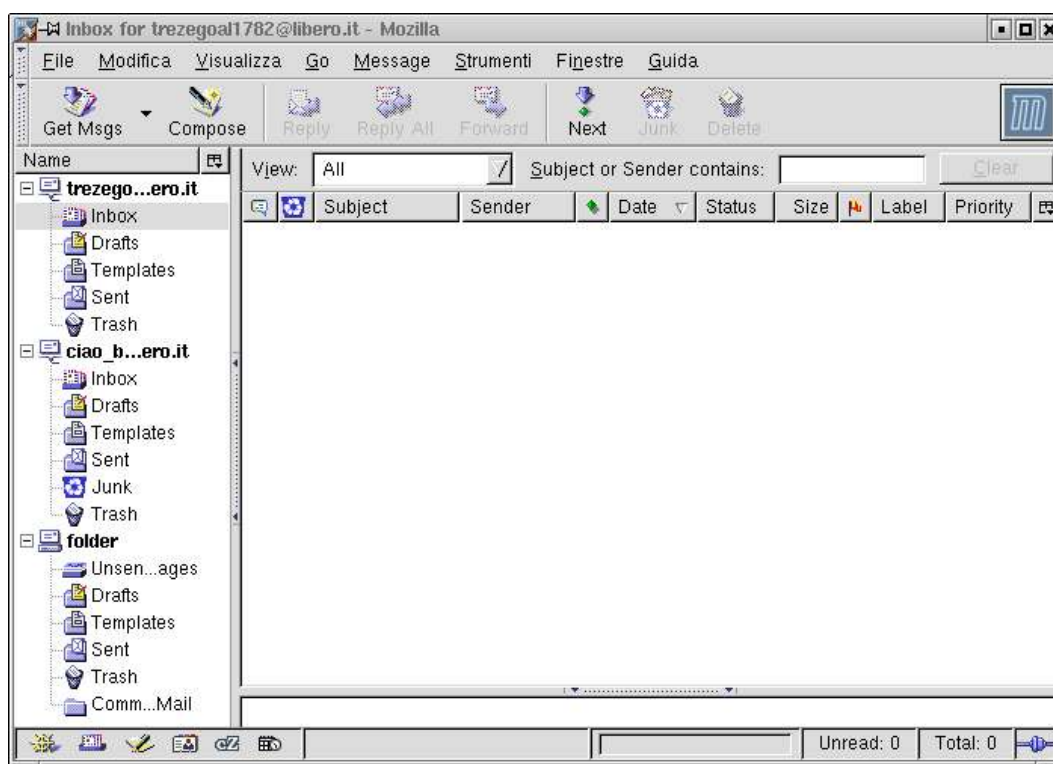 Inbox for trezegoal1782@libero.it - Mozilla
File Modifica Visualizza Go Message Strumenti Finestre Guida
Get Msgs Compose Reply Reply All Forward Next Junk Delete
Name
View: All Subject or Sender contains: Clear
Subject Sender Date Status Size Label Priority
trezego...ero.it
Inbox
Drafts
Templates
Sent
Trash
ciao_b...ero.it
Inbox
Drafts
Templates
Sent
Junk
Trash
folder
Unsen...ages
Drafts
Templates
Sent
Trash
Comm...Mail
Unread: 0 Total: 0